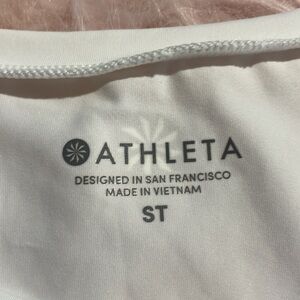 ATHLETA
DESIGNED IN SAN FRANCISCO
MADE IN VIETNAM
ST